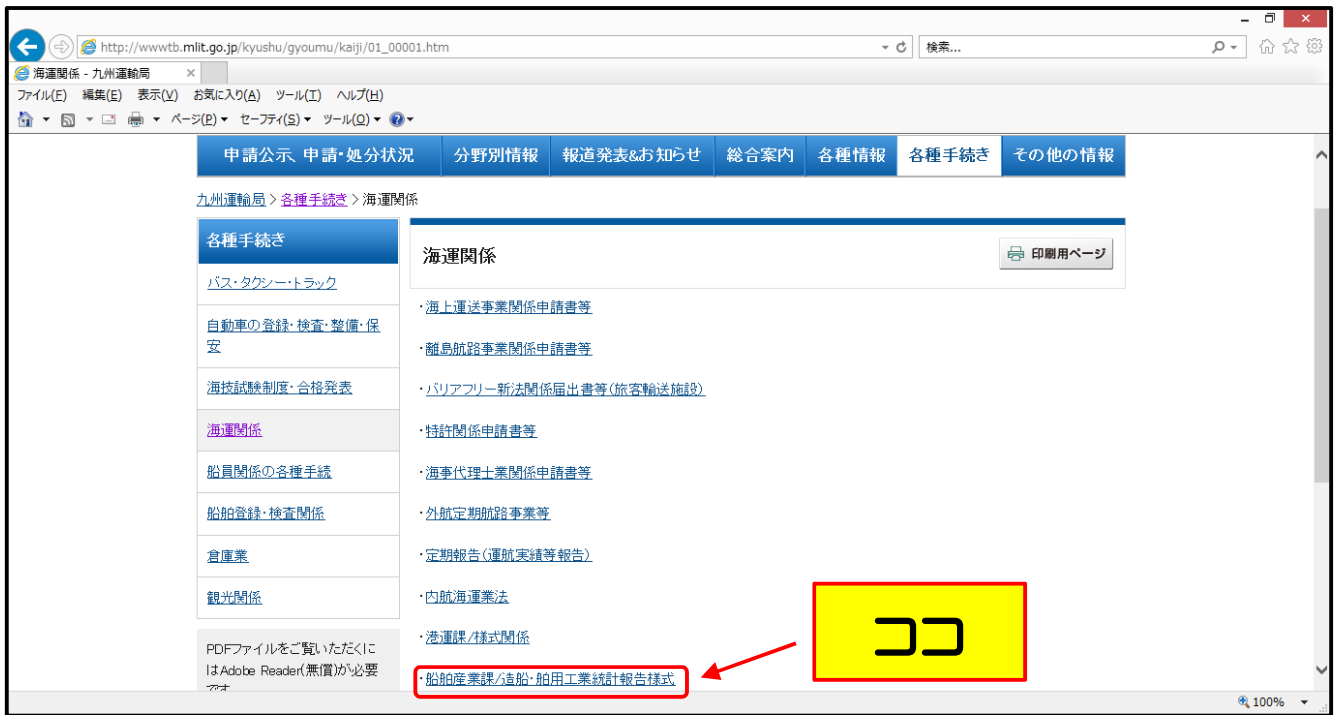 http://wwwtb.mlit.go.jp/kyushu/gyoumu/kaiji/01_00001.htm
検索...
海運関係 - 九州運輸局
ファイル(F) 編集(E) 表示(V) お気に入り(A) ツール(T) ヘルプ(H)
ページ(P) セーフティ(S) ツール(O)
申請公示、申請・処分状況 分野別情報 報道発表&お知らせ 総合案内 各種情報 各種手続き その他の情報
九州運輸局 > 各種手続き > 海運関係
各種手続き
バス・タクシー・トラック
自動車の登録・検査・整備・保
安
海技試験制度・合格発表
海運関係
船員関係の各種手続
船舶登録・検査関係
倉庫業
観光関係
PDFファイルをご覧いただくに
はAdobe Reader(無償)が必要
です
海運関係
印刷用ページ
・海上運送事業関係申請書等
・離島航路事業関係申請書等
・バリアフリー新法関係届出書等(旅客輸送施設)
・特許関係申請書等
・海事代理士業関係申請書等
・外航定期航路事業等
・定期報告(運航実績等報告)
・内航海運業法
・港運課/様式関係
・船舶産業課/造船・舶用工業統計報告様式
ココ
100%